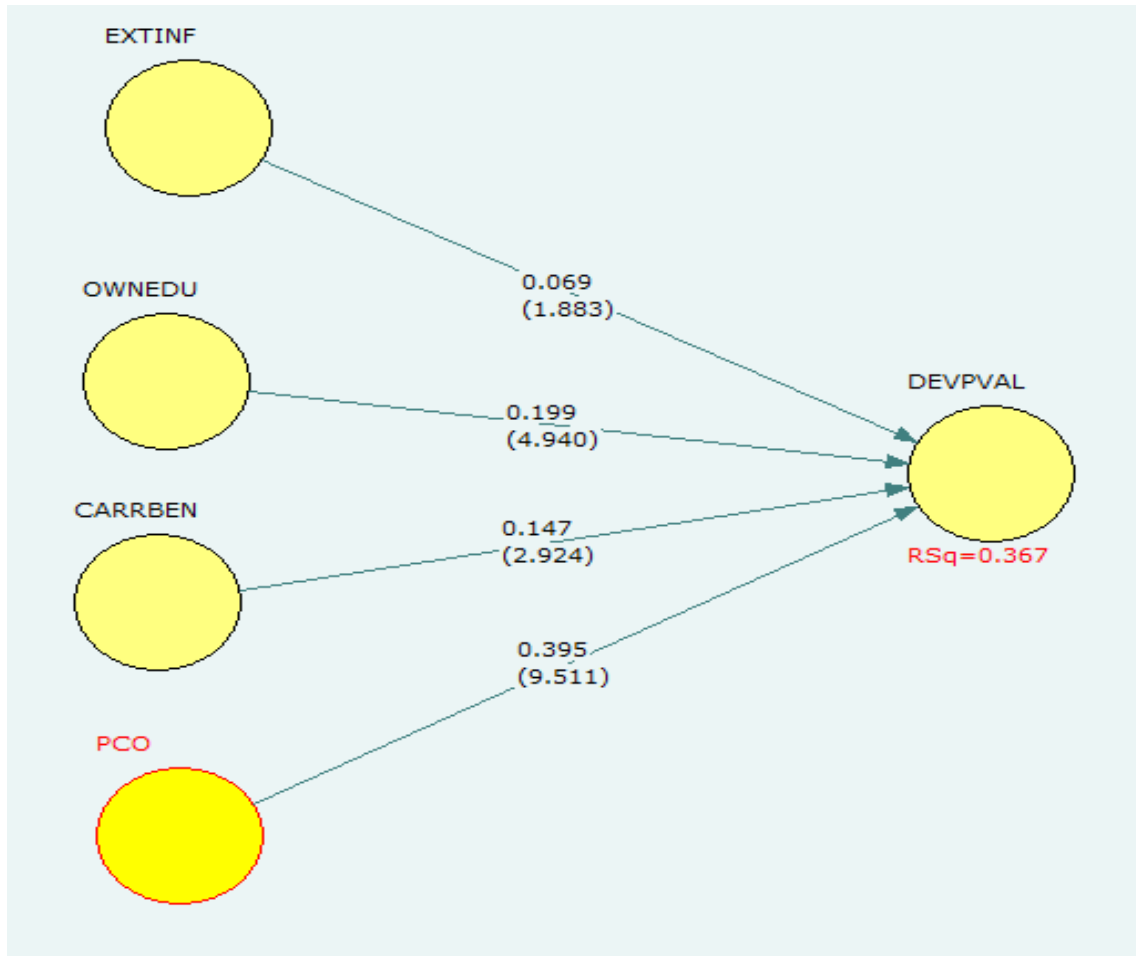 EXTINF
0.069
(1.883)
OWNEDU
DEVPVAL
0.199
(4.940)
CARRBEN
0.147
(2.924)
RSq=0.367
0.395
(9.511)
PCO